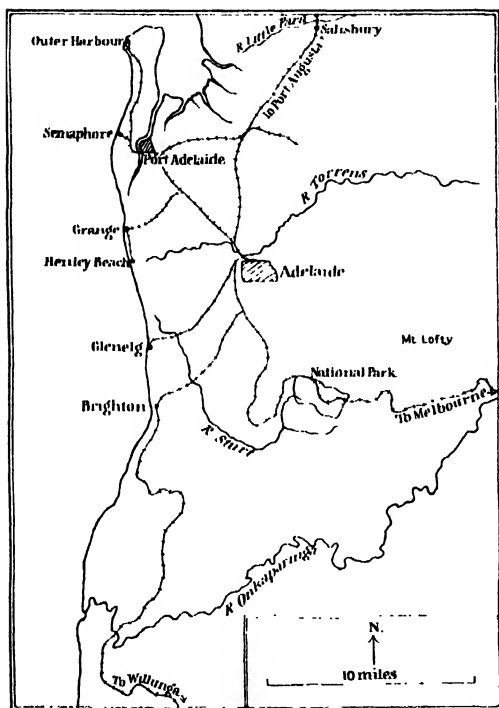 Outer Harbour
R Little Para
Salisbury
To Port Augusta
Semaphore
Port Adelaide
R Torrens
Grange
Henley Beach
Adelaide
Glenelg
Mt Lofty
National Park
Brighton
To Melbourne
R Sturt
R Onkaparinga
N.
10 miles
To Willunga